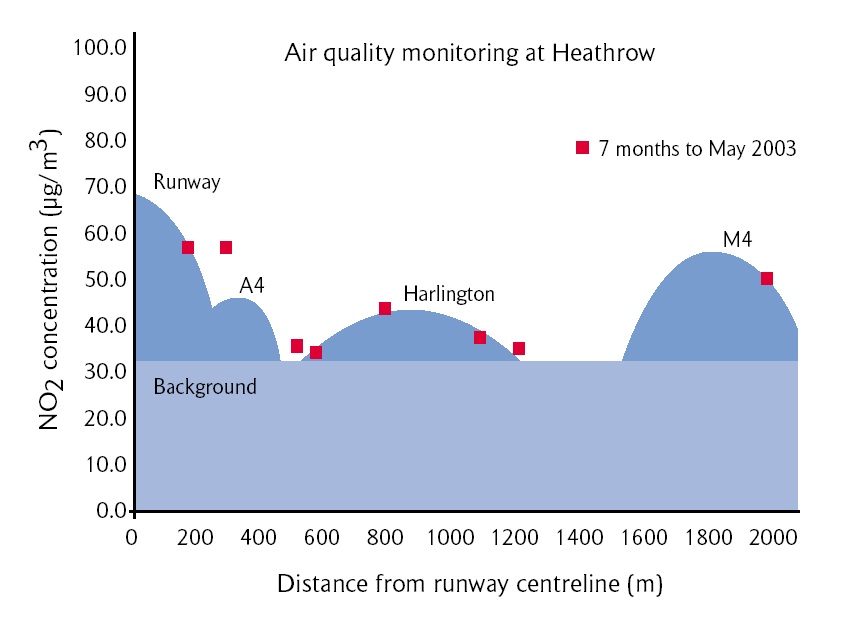 Air quality monitoring at Heathrow
100.0
90.0
80.0
70.0
60.0
50.0
40.0
30.0
20.0
10.0
0.0
NO2 concentration (µg/m³)
7 months to May 2003
Runway
A4
Harlington
M4
Background
0 200 400 600 800 1000 1200 1400 1600 1800 2000
Distance from runway centreline (m)